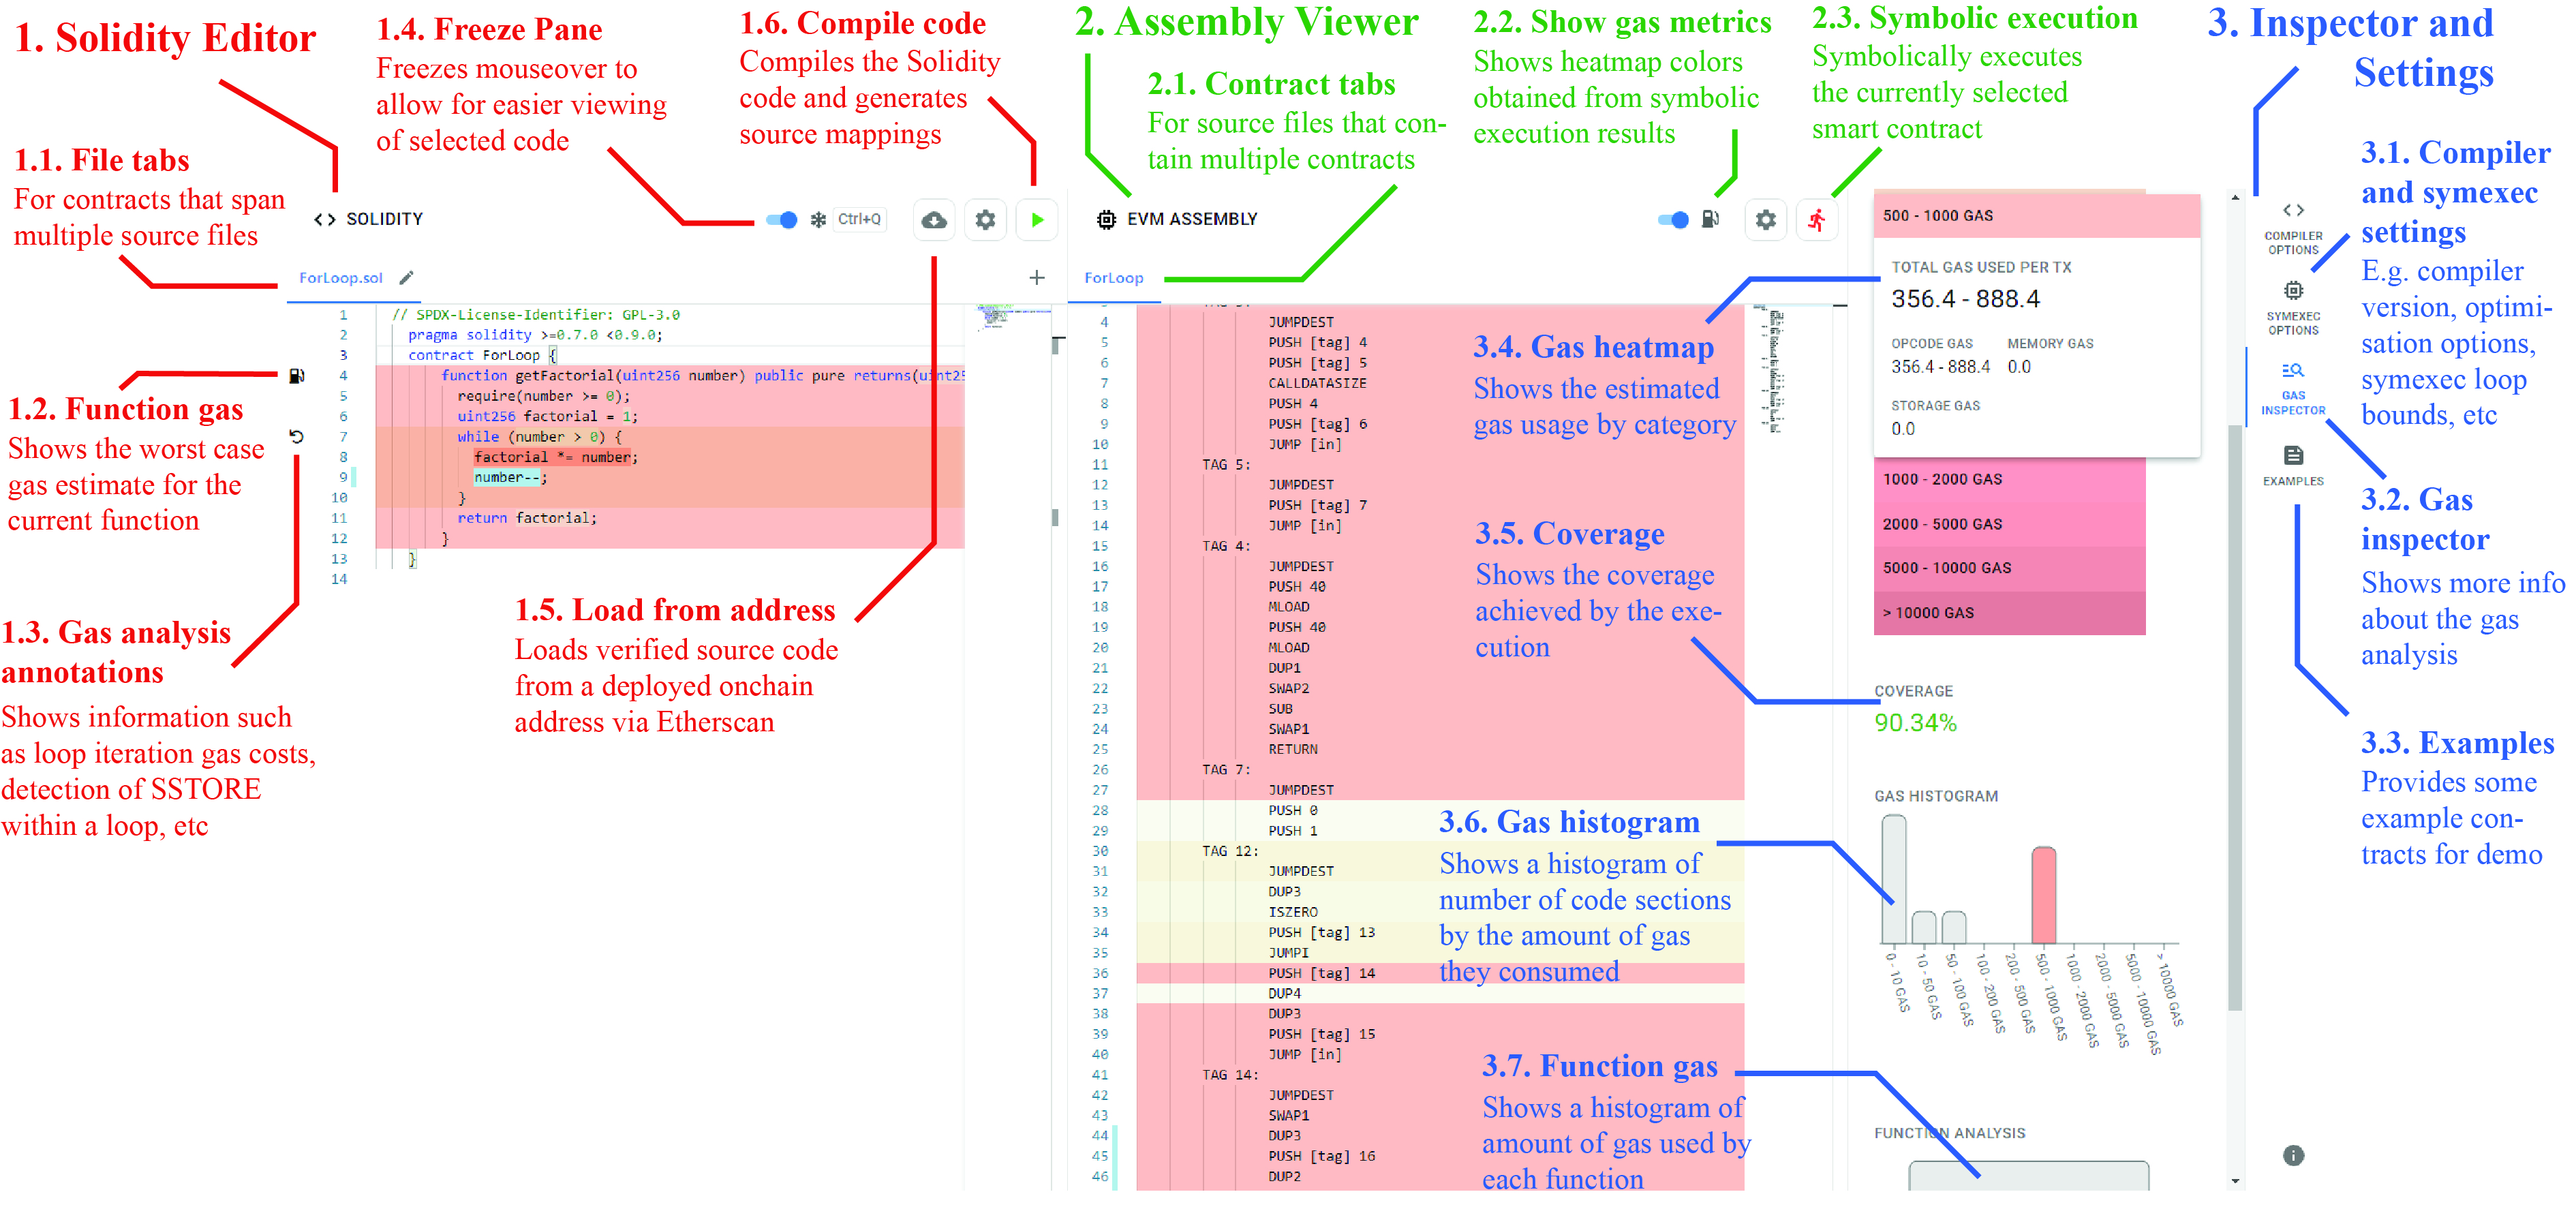 1. Solidity Editor
1.1. File tabs
For contracts that span
multiple source files
1.2. Function gas
Shows the worst case
gas estimate for the
current function
1.3. Gas analysis
annotations
Shows information such
as loop iteration gas costs,
detection of SSTORE
within a loop, etc
1.4. Freeze Pane
Freezes mouseover to
allow for easier viewing
of selected code
1.5. Load from address
Loads verified source code
from a deployed onchain
address via Etherscan
1.6. Compile code
Compiles the Solidity
code and generates
source mappings
<> SOLIDITY
Ctrl+Q
ForLoop.sol
1 // SPDX-License-Identifier: GPL-3.0
2 pragma solidity >=0.7.0 <0.9.0;
3 contract ForLoop {
4 function getFactorial(uint256 number) public pure returns(uint25
5 require(number >= 0);
6 uint256 factorial = 1;
7 while (number > 0) {
8 factorial *= number;
9 number--;
10 }
11 return factorial;
12 }
13 }
14
2. Assembly Viewer
2.1. Contract tabs
For source files that con-
tain multiple contracts
2.2. Show gas metrics
Shows heatmap colors
obtained from symbolic
execution results
2.3. Symbolic execution
Symbolically executes
the currently selected
smart contract
EVM ASSEMBLY
ForLoop
4 JUMPDEST
5 PUSH [tag] 4
6 PUSH [tag] 5
7 CALLDATASIZE
8 PUSH 4
9 PUSH [tag] 6
10 JUMP [in]
11 TAG 5:
12 JUMPDEST
13 PUSH [tag] 7
14 JUMP [in]
15 TAG 4:
16 JUMPDEST
17 PUSH 40
18 MLOAD
19 PUSH 40
20 MLOAD
21 DUP1
22 SWAP2
23 SUB
24 SWAP1
25 RETURN
26 TAG 7:
27 JUMPDEST
28 PUSH 0
29 PUSH 1
30 TAG 12:
31 JUMPDEST
32 DUP3
33 ISZERO
34 PUSH [tag] 13
35 JUMPI
36 PUSH [tag] 14
37 DUP4
38 DUP3
39 PUSH [tag] 15
40 JUMP [in]
41 TAG 14:
42 JUMPDEST
43 SWAP1
44 DUP3
45 PUSH [tag] 16
46 DUP2
3. Inspector and
Settings
3.1. Compiler
and symexec
settings
E.g. compiler
version, optimi-
sation options,
symexec loop
bounds, etc
3.2. Gas
inspector
Shows more info
about the gas
analysis
3.3. Examples
Provides some
example con-
tracts for demo
3.4. Gas heatmap
Shows the estimated
gas usage by category
3.5. Coverage
Shows the coverage
achieved by the exe-
cution
3.6. Gas histogram
Shows a histogram of
number of code sections
by the amount of gas
they consumed
3.7. Function gas
Shows a histogram of
amount of gas used by
each function
500 - 1000 GAS
TOTAL GAS USED PER TX
356.4 - 888.4
OPCODE GAS MEMORY GAS
356.4 - 888.4 0.0
STORAGE GAS
0.0
1000 - 2000 GAS
2000 - 5000 GAS
5000 - 10000 GAS
> 10000 GAS
COVERAGE
90.34%
GAS HISTOGRAM
0 - 10 GAS
10 - 50 GAS
50 - 100 GAS
100 - 200 GAS
200 - 500 GAS
500 - 1000 GAS
1000 - 2000 GAS
2000 - 5000 GAS
5000 - 10000 GAS
> 10000 GAS
FUNCTION ANALYSIS
COMPILER
OPTIONS
SYMEXEC
OPTIONS
GAS
INSPECTOR
EXAMPLES